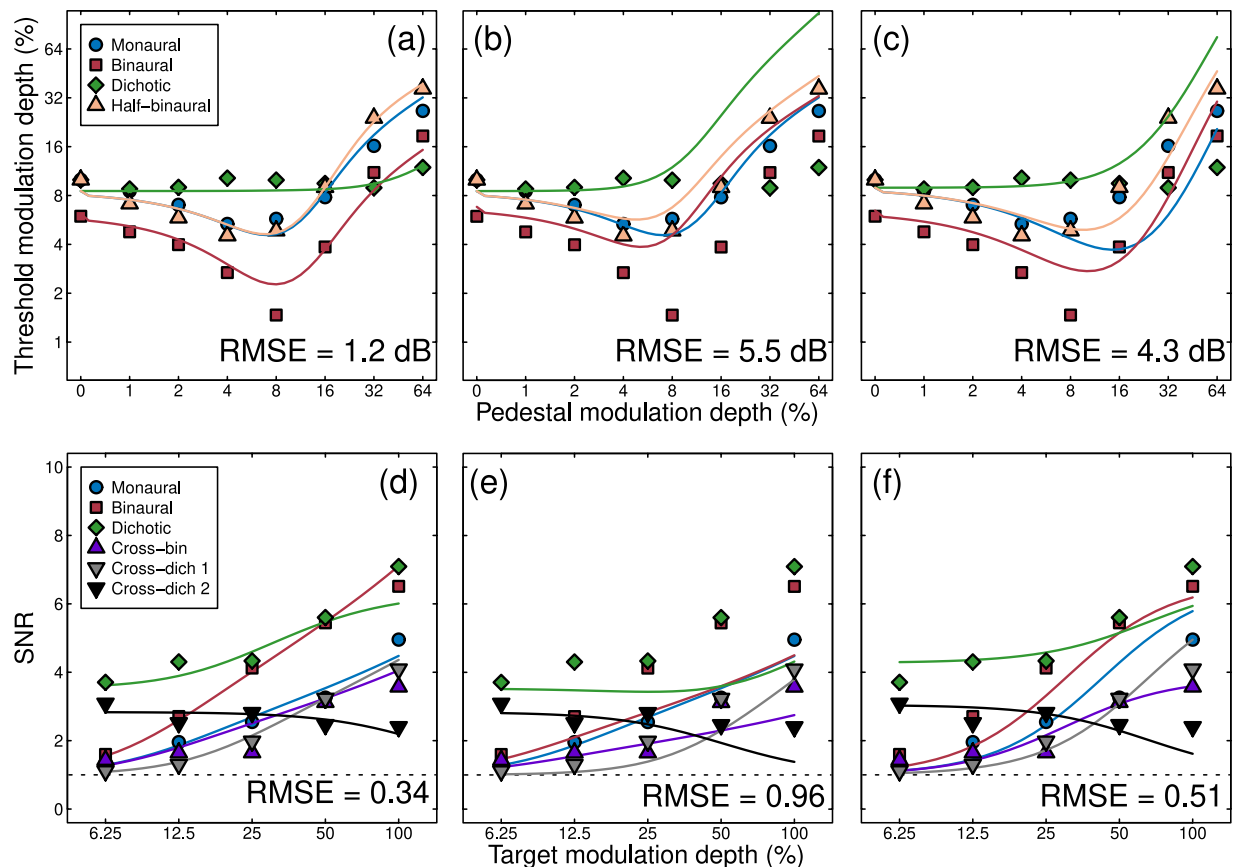 (a)
Monaural
Binaural
Dichotic
Half−binaural
RMSE = 1.2 dB
Threshold modulation depth (%)
64
32
16
8
4
2
1
0 1 2 4 8 16 32 64
(b)
RMSE = 5.5 dB
0 1 2 4 8 16 32 64
Pedestal modulation depth (%)
(c)
RMSE = 4.3 dB
0 1 2 4 8 16 32 64
(d)
Monaural
Binaural
Dichotic
Cross−bin
Cross−dich 1
Cross−dich 2
RMSE = 0.34
SNR
10
8
6
4
2
0
6.25 12.5 25 50 100
(e)
RMSE = 0.96
6.25 12.5 25 50 100
Target modulation depth (%)
(f)
RMSE = 0.51
6.25 12.5 25 50 100